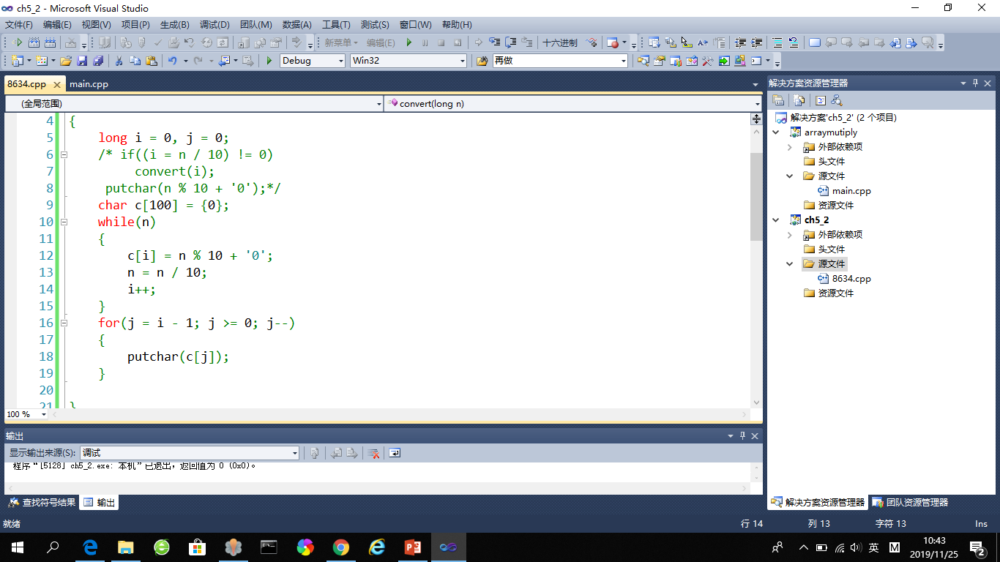 ch5_2 - Microsoft Visual Studio
文件(F) 编辑(E) 视图(V) 项目(P) 生成(B) 调试(D) 团队(M) 数据(A) 工具(T) 测试(S) 窗口(W) 帮助(H)
新菜单 编辑(E) 十六进制
Debug Win32 再做
8634.cpp main.cpp
(全局范围) convert(long n)
4 {
5 long i = 0, j = 0;
6 /* if((i = n / 10) != 0)
7 convert(i);
8 putchar(n % 10 + '0');*/
9 char c[100] = {0};
10 while(n)
11 {
12 c[i] = n % 10 + '0';
13 n = n / 10;
14 i++;
15 }
16 for(j = i - 1; j >= 0; j--)
17 {
18 putchar(c[j]);
19 }
20
21 }
100 %
解决方案资源管理器
解决方案'ch5_2' (2 个项目)
arraymutiply
外部依赖项
头文件
源文件
main.cpp
资源文件
ch5_2
外部依赖项
头文件
源文件
8634.cpp
资源文件
输出
显示输出来源(S): 调试
程序“[5128] ch5_2.exe: 本机”已退出，返回值为 0 (0x0)。
查找符号结果 输出
解决方案资源管理器 团队资源管理器
就绪 行 14 列 13 字符 13 Ins
英 M 10:43
2019/11/25 2